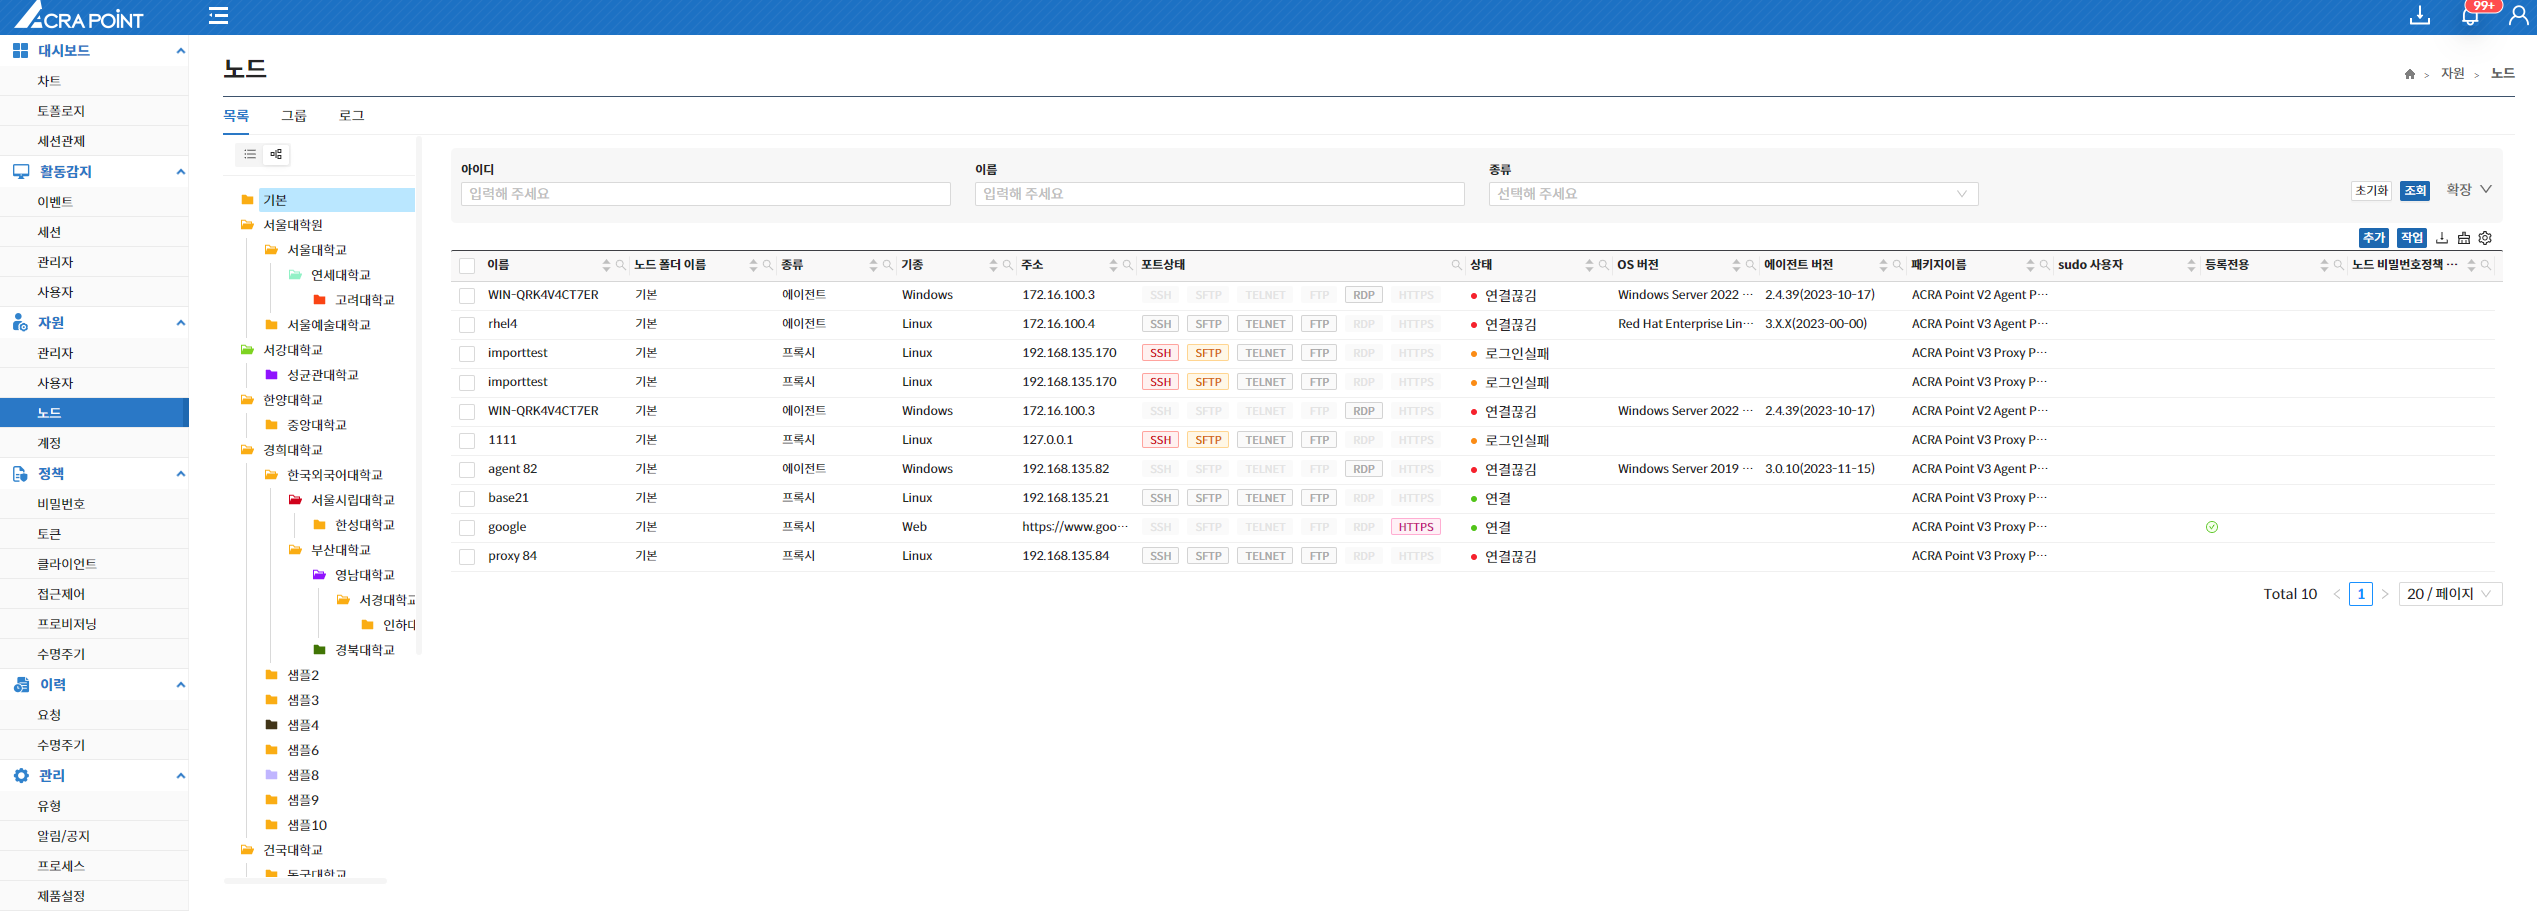 ACRA POINT
99+
대시보드
차트
토폴로지
세션관제
활동감지
이벤트
세션
관리자
사용자
자원
관리자
사용자
노드
계정
정책
비밀번호
토큰
클라이언트
접근제어
프로비저닝
수명주기
이력
요청
수명주기
관리
유형
알림/공지
프로세스
제품설정
노드
> 자원 > 노드
목록 그룹 로그
기본
서울대학원
서울대학교
연세대학교
고려대학교
서울예술대학교
서강대학교
성균관대학교
한양대학교
중앙대학교
경희대학교
한국외국어대학교
서울시립대학교
한성대학교
부산대학교
영남대학교
서경대학교
인하대
경북대학교
샘플2
샘플3
샘플4
샘플6
샘플8
샘플9
샘플10
건국대학교
동국대학교
아이디 이름 종류
입력해 주세요 입력해 주세요 선택해 주세요 초기화 조회 확장
추가 작업
이름 노드 폴더 이름 종류 기종 주소 포트상태 상태 OS 버전 에이전트 버전 패키지이름 sudo 사용자 등록전용 노드 비밀번호정책 ···
WIN-QRK4V4CT7ER 기본 에이전트 Windows 172.16.100.3 SSH SFTP TELNET FTP RDP HTTPS 연결끊김 Windows Server 2022 ··· 2.4.39(2023-10-17) ACRA Point V2 Agent P···
rhel4 기본 에이전트 Linux 172.16.100.4 SSH SFTP TELNET FTP RDP HTTPS 연결끊김 Red Hat Enterprise Lin··· 3.X.X(2023-00-00) ACRA Point V3 Agent P···
importtest 기본 프록시 Linux 192.168.135.170 SSH SFTP TELNET FTP RDP HTTPS 로그인실패 ACRA Point V3 Proxy P···
importtest 기본 프록시 Linux 192.168.135.170 SSH SFTP TELNET FTP RDP HTTPS 로그인실패 ACRA Point V3 Proxy P···
WIN-QRK4V4CT7ER 기본 에이전트 Windows 172.16.100.3 SSH SFTP TELNET FTP RDP HTTPS 연결끊김 Windows Server 2022 ··· 2.4.39(2023-10-17) ACRA Point V2 Agent P···
1111 기본 프록시 Linux 127.0.0.1 SSH SFTP TELNET FTP RDP HTTPS 로그인실패 ACRA Point V3 Proxy P···
agent 82 기본 에이전트 Windows 192.168.135.82 SSH SFTP TELNET FTP RDP HTTPS 연결끊김 Windows Server 2019 ··· 3.0.10(2023-11-15) ACRA Point V3 Agent P···
base21 기본 프록시 Linux 192.168.135.21 SSH SFTP TELNET FTP RDP HTTPS 연결 ACRA Point V3 Proxy P···
google 기본 프록시 Web https://www.goo··· SSH SFTP TELNET FTP RDP HTTPS 연결 ACRA Point V3 Proxy P···
proxy 84 기본 프록시 Linux 192.168.135.84 SSH SFTP TELNET FTP RDP HTTPS 연결끊김 ACRA Point V3 Proxy P···
Total 10 < 1 > 20 / 페이지